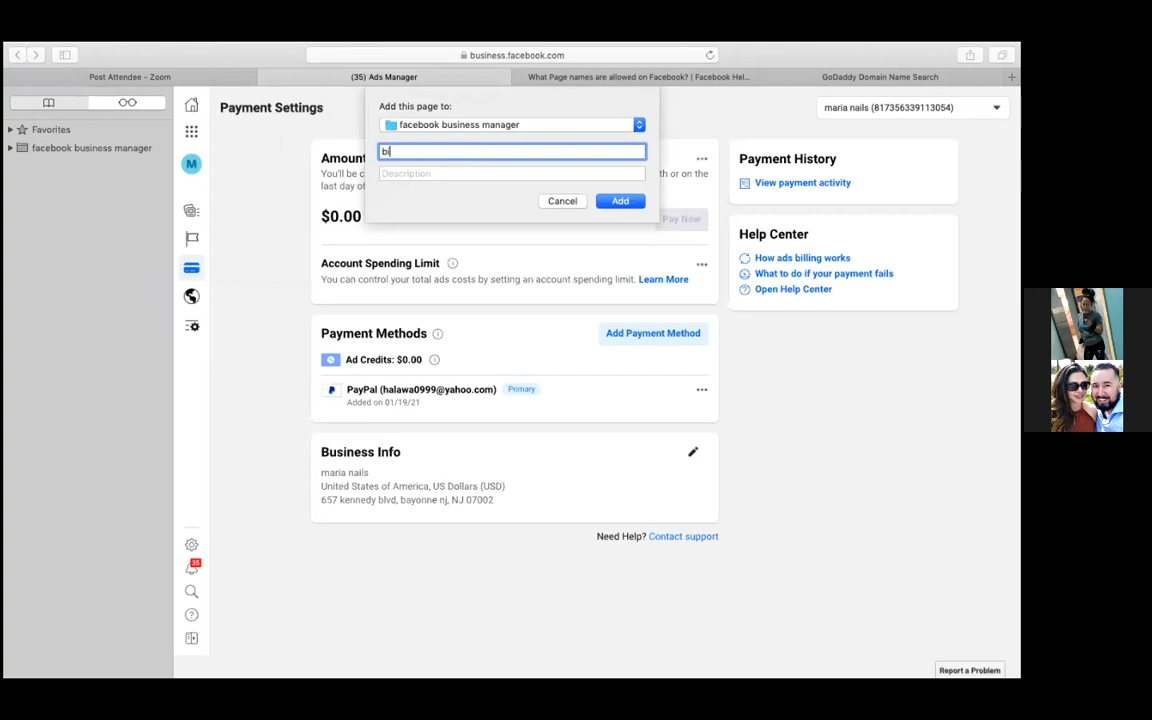 business.facebook.com
Post Attendee - Zoom
(35) Ads Manager
What Page names are allowed on Facebook? | Facebook Hel...
GoDaddy Domain Name Search
Favorites
facebook business manager
M
35
Payment Settings
maria nails (817356339113054)
Add this page to:
facebook business manager
bi
Description
Cancel
Add
Amount
You'll be c
th or on the
last day of
$0.00
Pay Now
Account Spending Limit
You can control your total ads costs by setting an account spending limit. Learn More
Payment Methods
Add Payment Method
Ad Credits: $0.00
PayPal (halawa0999@yahoo.com)
Primary
Added on 01/19/21
Business Info
maria nails
United States of America, US Dollars (USD)
657 kennedy blvd, bayonne nj, NJ 07002
Need Help? Contact support
Payment History
View payment activity
Help Center
How ads billing works
What to do if your payment fails
Open Help Center
Report a Problem